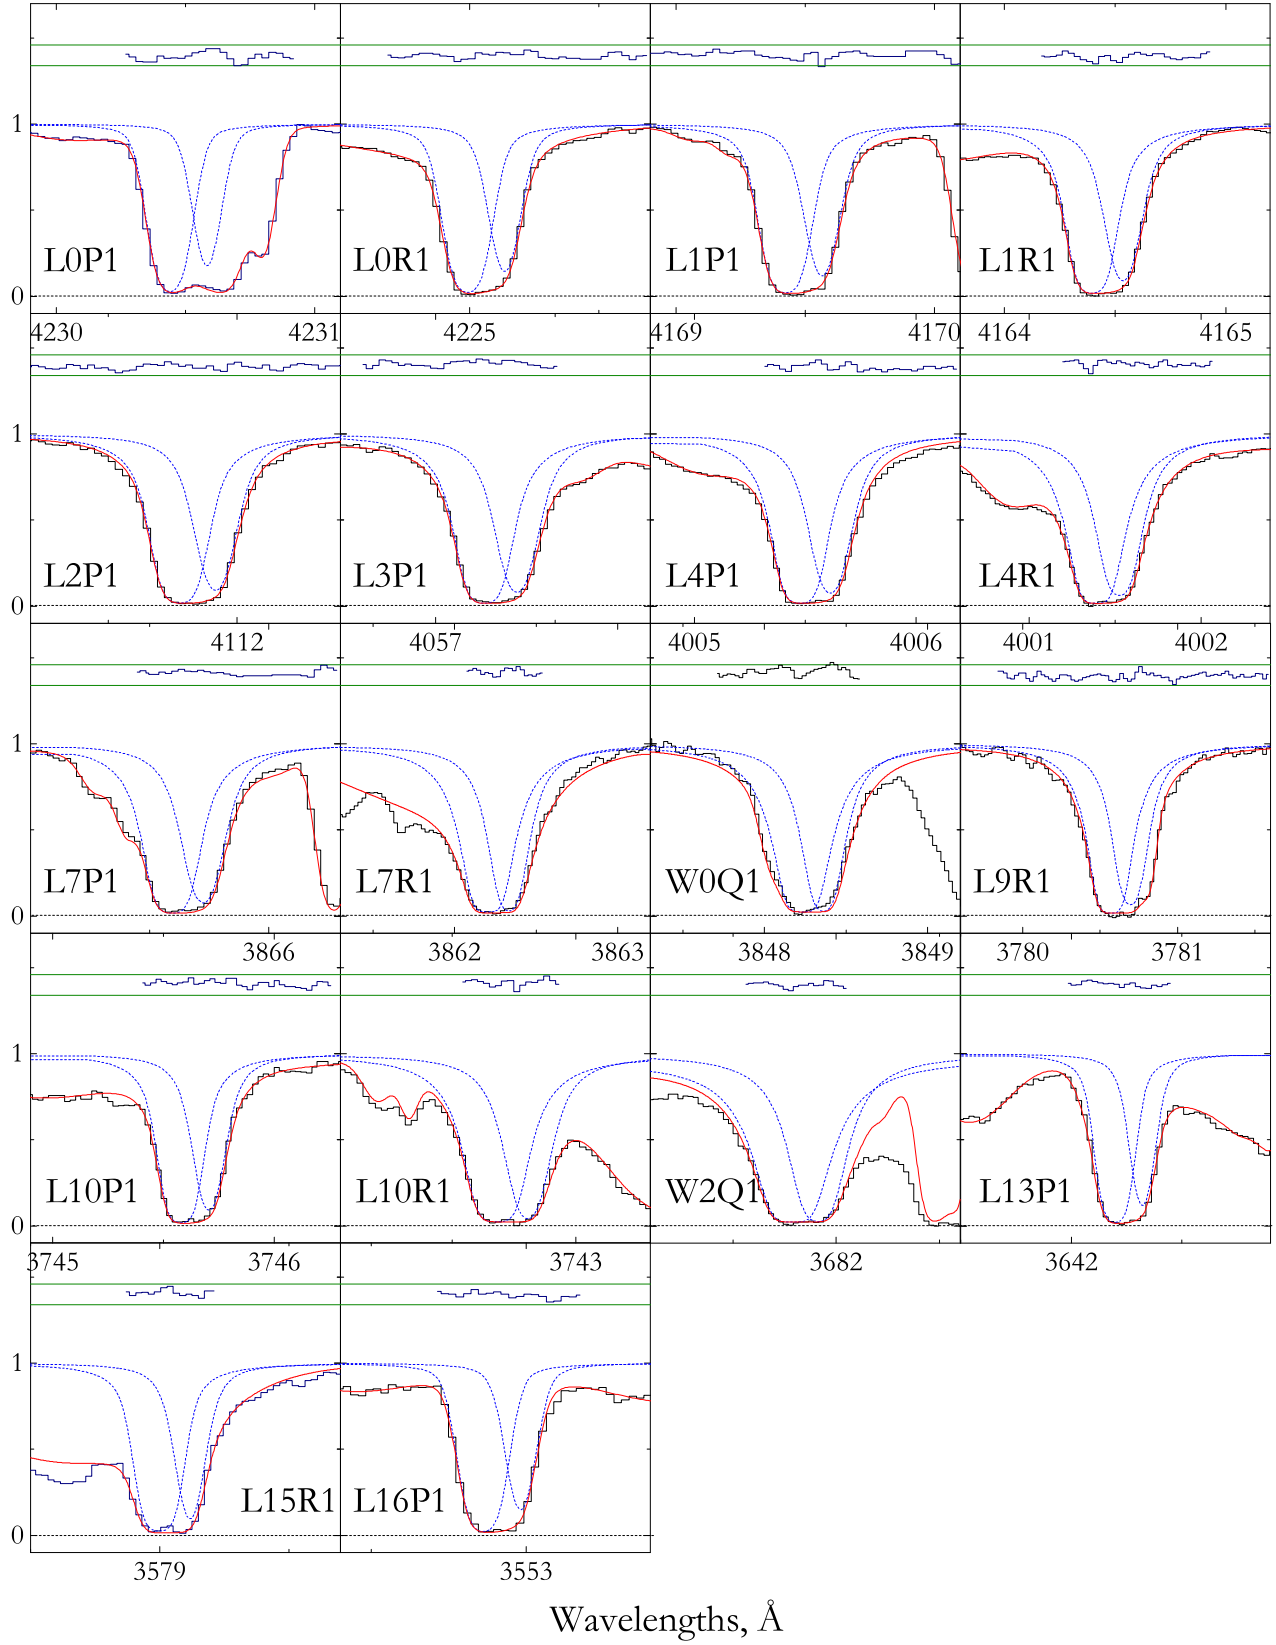 1
L0P1 L0R1 L1P1 L1R1
0
4230 4231 4225 4169 4170 4164 4165
1
L2P1 L3P1 L4P1 L4R1
0
4112 4057 4005 4006 4001 4002
1
L7P1 L7R1 W0Q1 L9R1
0
3866 3862 3863 3848 3849 3780 3781
1
L10P1 L10R1 W2Q1 L13P1
0
3745 3746 3743 3682 3642
1
L15R1 L16P1
0
3579 3553
Wavelengths, Å